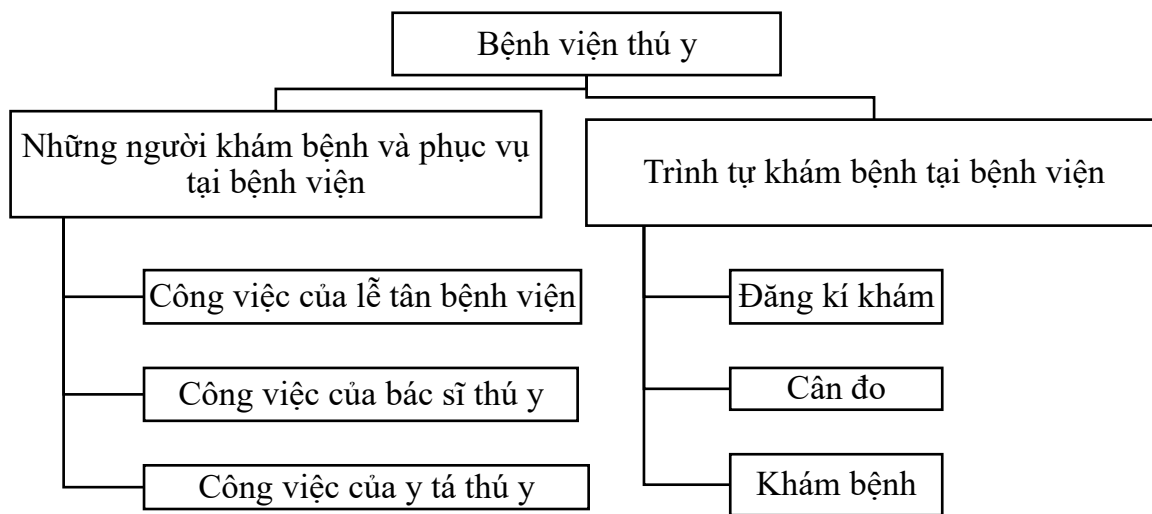 Bệnh viện thú y
Những người khám bệnh và phục vụ
tại bệnh viện
Công việc của lễ tân bệnh viện
Công việc của bác sĩ thú y
Công việc của y tá thú y
Trình tự khám bệnh tại bệnh viện
Đăng kí khám
Cân đo
Khám bệnh